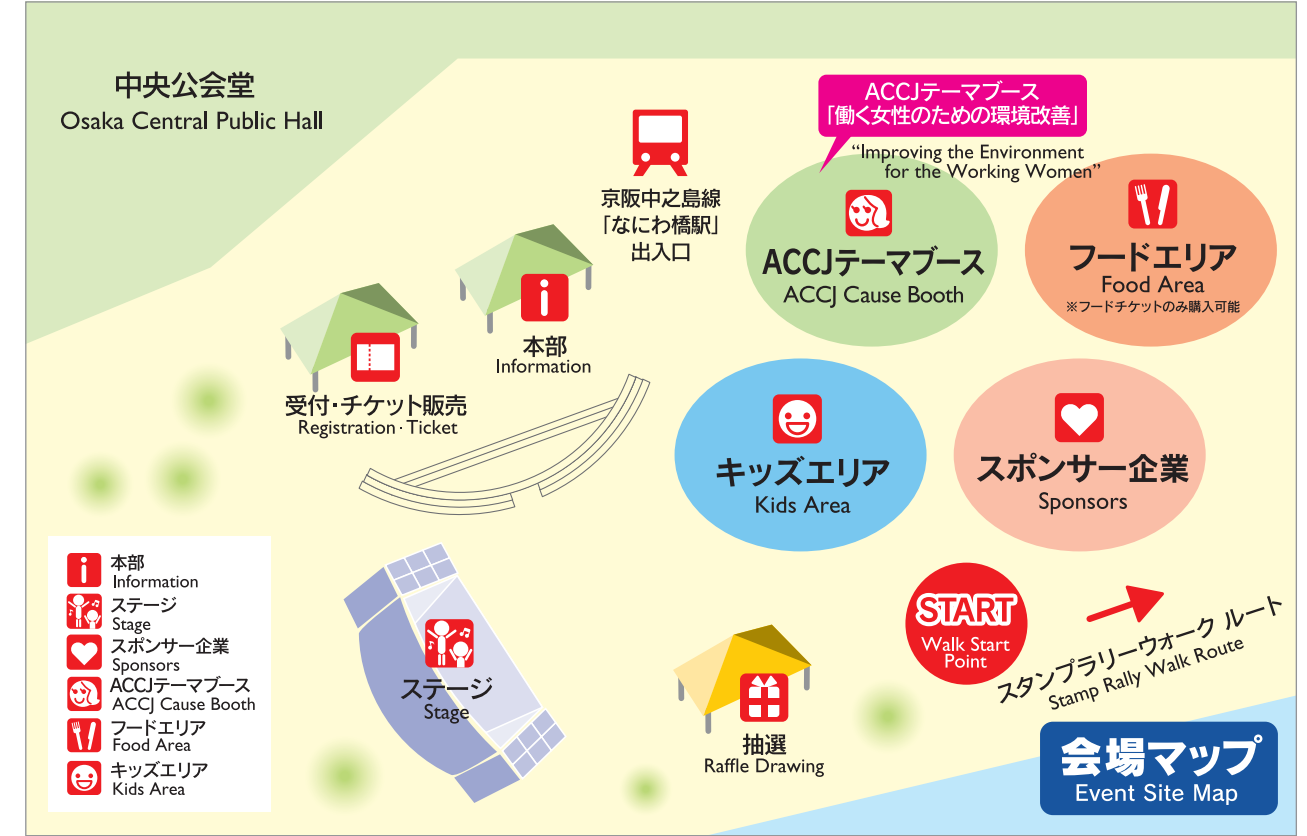 中央公会堂
Osaka Central Public Hall
ACCJテーマブース
「働く女性のための環境改善」
“Improving the Environment
for the Working Women”
京阪中之島線
「なにわ橋駅」
出入口
ACCJテーマブース
ACCJ Cause Booth
フードエリア
Food Area
※フードチケットのみ購入可能
本部
Information
受付・チケット販売
Registration · Ticket
キッズエリア
Kids Area
スポンサー企業
Sponsors
本部
Information
ステージ
Stage
スポンサー企業
Sponsors
ACCJテーマブース
ACCJ Cause Booth
フードエリア
Food Area
キッズエリア
Kids Area
ステージ
Stage
抽選
Raffle Drawing
START
Walk Start
Point
スタンプラリーウォーク ルート
Stamp Rally Walk Route
会場マップ
Event Site Map